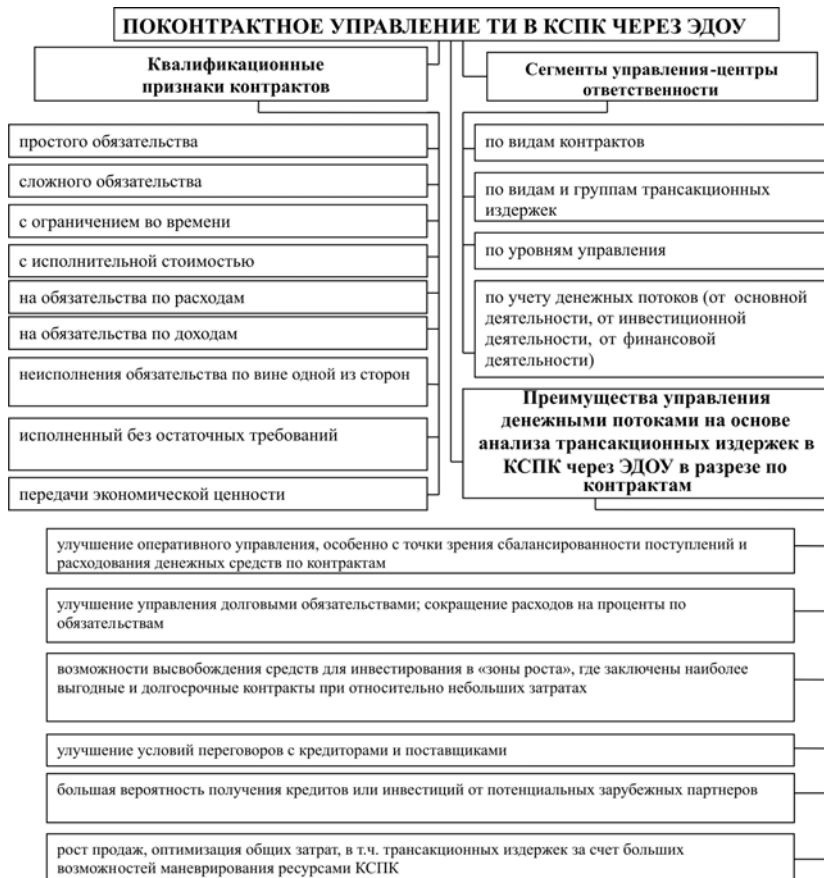 ПОКОНТРАКТНОЕ УПРАВЛЕНИЕ ТИ В КСПК ЧЕРЕЗ ЭДОУ
Квалификационные
признаки контрактов
простого обязательства
сложного обязательства
с ограничением во времени
с исполнительной стоимостью
на обязательства по расходам
на обязательства по доходам
неисполнения обязательства по вине одной из сторон
исполненный без остаточных требований
передачи экономической ценности
Сегменты управления-центры
ответственности
по видам контрактов
по видам и группам трансакционных
издержек
по уровням управления
по учету денежных потоков (от основной
деятельности, от инвестиционной
деятельности, от финансовой
деятельности)
Преимущества управления
денежными потоками на основе
анализа трансакционных издержек в
КСПК через ЭДОУ в разрезе по
контрактам
улучшение оперативного управления, особенно с точки зрения сбалансированности поступлений и
расходования денежных средств по контрактам
улучшение управления долговыми обязательствами; сокращение расходов на проценты по
обязательствам
возможности высвобождения средств для инвестирования в «зоны роста», где заключены наиболее
выгодные и долгосрочные контракты при относительно небольших затратах
улучшение условий переговоров с кредиторами и поставщиками
большая вероятность получения кредитов или инвестиций от потенциальных зарубежных партнеров
рост продаж, оптимизация общих затрат, в т.ч. трансакционных издержек за счет больших
возможностей маневрирования ресурсами КСПК